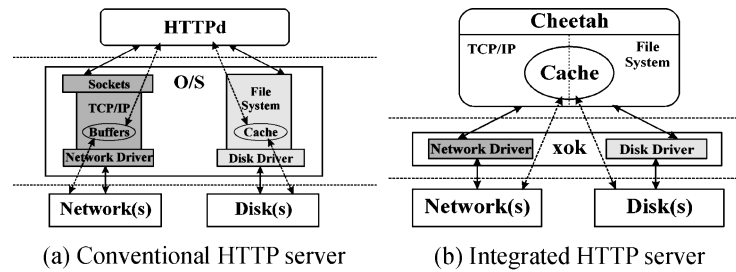 HTTPd
O/S
Sockets
TCP/IP
Buffers
Network Driver
File
System
Cache
Disk Driver
Network(s)
Disk(s)
(a) Conventional HTTP server
Cheetah
TCP/IP
File
System
Cache
Network Driver
xok
Disk Driver
Network(s)
Disk(s)
(b) Integrated HTTP server